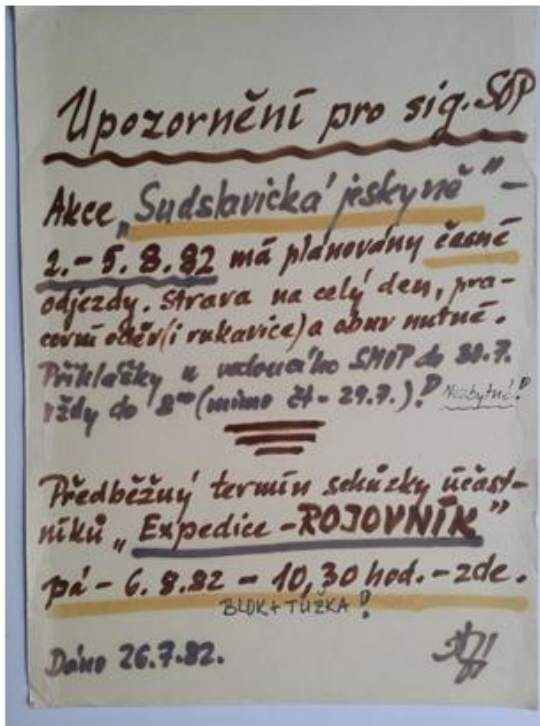 Upozornění pro sig. SOP
Akce „Sudslavická jeskyně" –
2. – 5. 8. 82 má plánovány časné
odjezdy. Strava na celý den, pra-
covní oděv (i rukavice) a obuv nutné.
Přihlášky u vedoucího SMOP do 30.7.
vždy do 8⁰⁰ (mimo čt – 29.7.)! Nezbytné!
Předběžný termín schůzky účast-
níků „Expedice – ROJOVNÍK"
pá – 6. 8. 82 – 10,30 hod. – zde.
BLOK + TUŽKA!
Dáno 26.7.82.